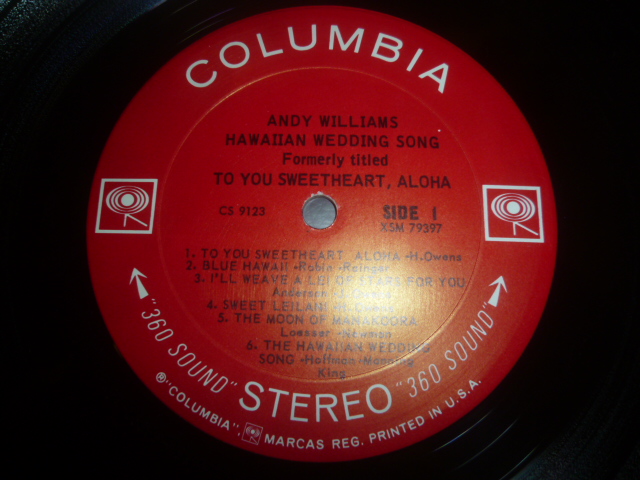 COLUMBIA
ANDY WILLIAMS
HAWAIIAN WEDDING SONG
Formerly titled
TO YOU SWEETHEART, ALOHA
CS 9123
SIDE 1
XSM 79397
1. TO YOU SWEETHEART, ALOHA -H.Owens
2. BLUE HAWAII -Robin -Rainger
3. I'LL WEAVE A LEI OF STARS FOR YOU
Anderson
4. SWEET LEILANI
5. THE MOON OF MANAKOORA
Loesser -Newman
6. THE HAWAIIAN WEDDING
SONG -Hoffman -Manning
King
"360 SOUND" STEREO "360 SOUND"
® "COLUMBIA", MARCAS REG. PRINTED IN U.S.A.